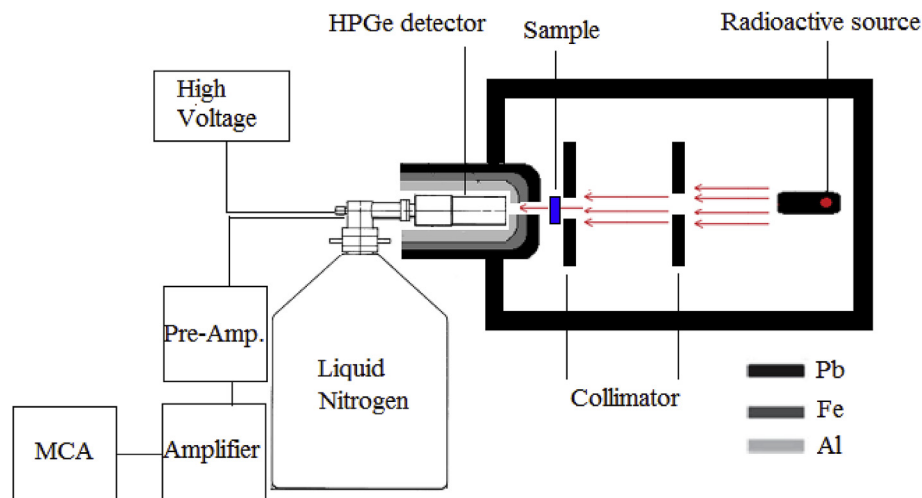 HPGe detector
Sample
Radioactive source
High
Voltage
Pre-Amp.
Liquid
Nitrogen
Collimator
Pb
Fe
Al
MCA
Amplifier